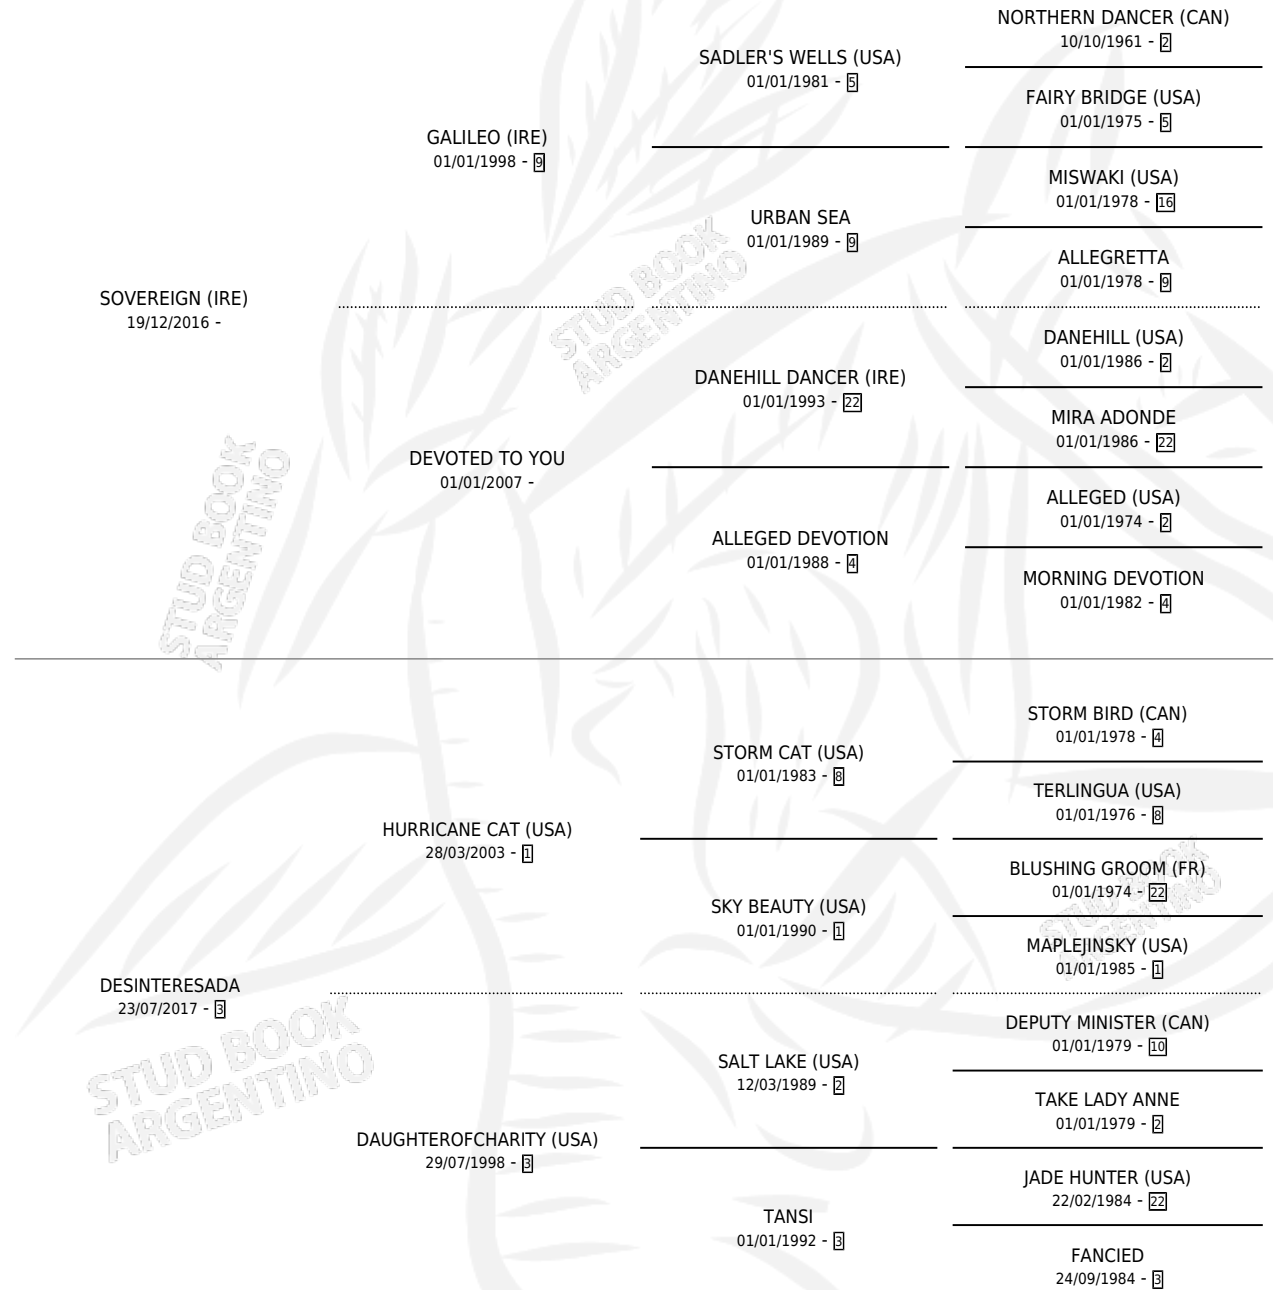 NORTHERN DANCER (CAN)
10/10/1961 - 2
SADLER'S WELLS (USA)
01/01/1981 - 5
FAIRY BRIDGE (USA)
01/01/1975 - 5
GALILEO (IRE)
01/01/1998 - 9
MISWAKI (USA)
01/01/1978 - 16
URBAN SEA
01/01/1989 - 9
ALLEGRETTA
01/01/1978 - 9
SOVEREIGN (IRE)
19/12/2016 -
DANEHILL (USA)
01/01/1986 - 2
DANEHILL DANCER (IRE)
01/01/1993 - 22
MIRA ADONDE
01/01/1986 - 22
DEVOTED TO YOU
01/01/2007 -
ALLEGED (USA)
01/01/1974 - 2
ALLEGED DEVOTION
01/01/1988 - 4
MORNING DEVOTION
01/01/1982 - 4
STUD BOOK
ARGENTINO
STUD BOOK
ARGENTINO
STORM BIRD (CAN)
01/01/1978 - 4
STORM CAT (USA)
01/01/1983 - 8
TERLINGUA (USA)
01/01/1976 - 8
HURRICANE CAT (USA)
28/03/2003 - 1
BLUSHING GROOM (FR)
01/01/1974 - 22
SKY BEAUTY (USA)
01/01/1990 - 1
MAPLEJINSKY (USA)
01/01/1985 - 1
DESINTERESADA
23/07/2017 - 3
DEPUTY MINISTER (CAN)
01/01/1979 - 10
SALT LAKE (USA)
12/03/1989 - 2
TAKE LADY ANNE
01/01/1979 - 2
DAUGHTEROFCHARITY (USA)
29/07/1998 - 3
JADE HUNTER (USA)
22/02/1984 - 22
TANSI
01/01/1992 - 3
FANCIED
24/09/1984 - 3
STUD BOOK
ARGENTINO
STUD BOOK
ARGENTINO